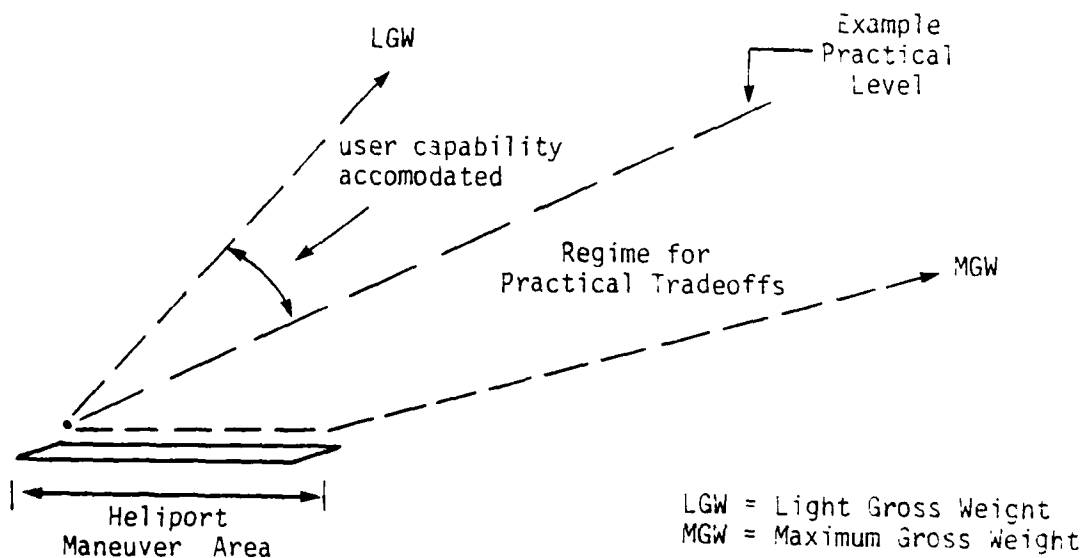 LGW
Example
Practical
Level
user capability
accomodated
Regime for
Practical Tradeoffs
MGW
Heliport
Maneuver Area
LGW = Light Gross Weight
MGW = Maximum Gross Weight